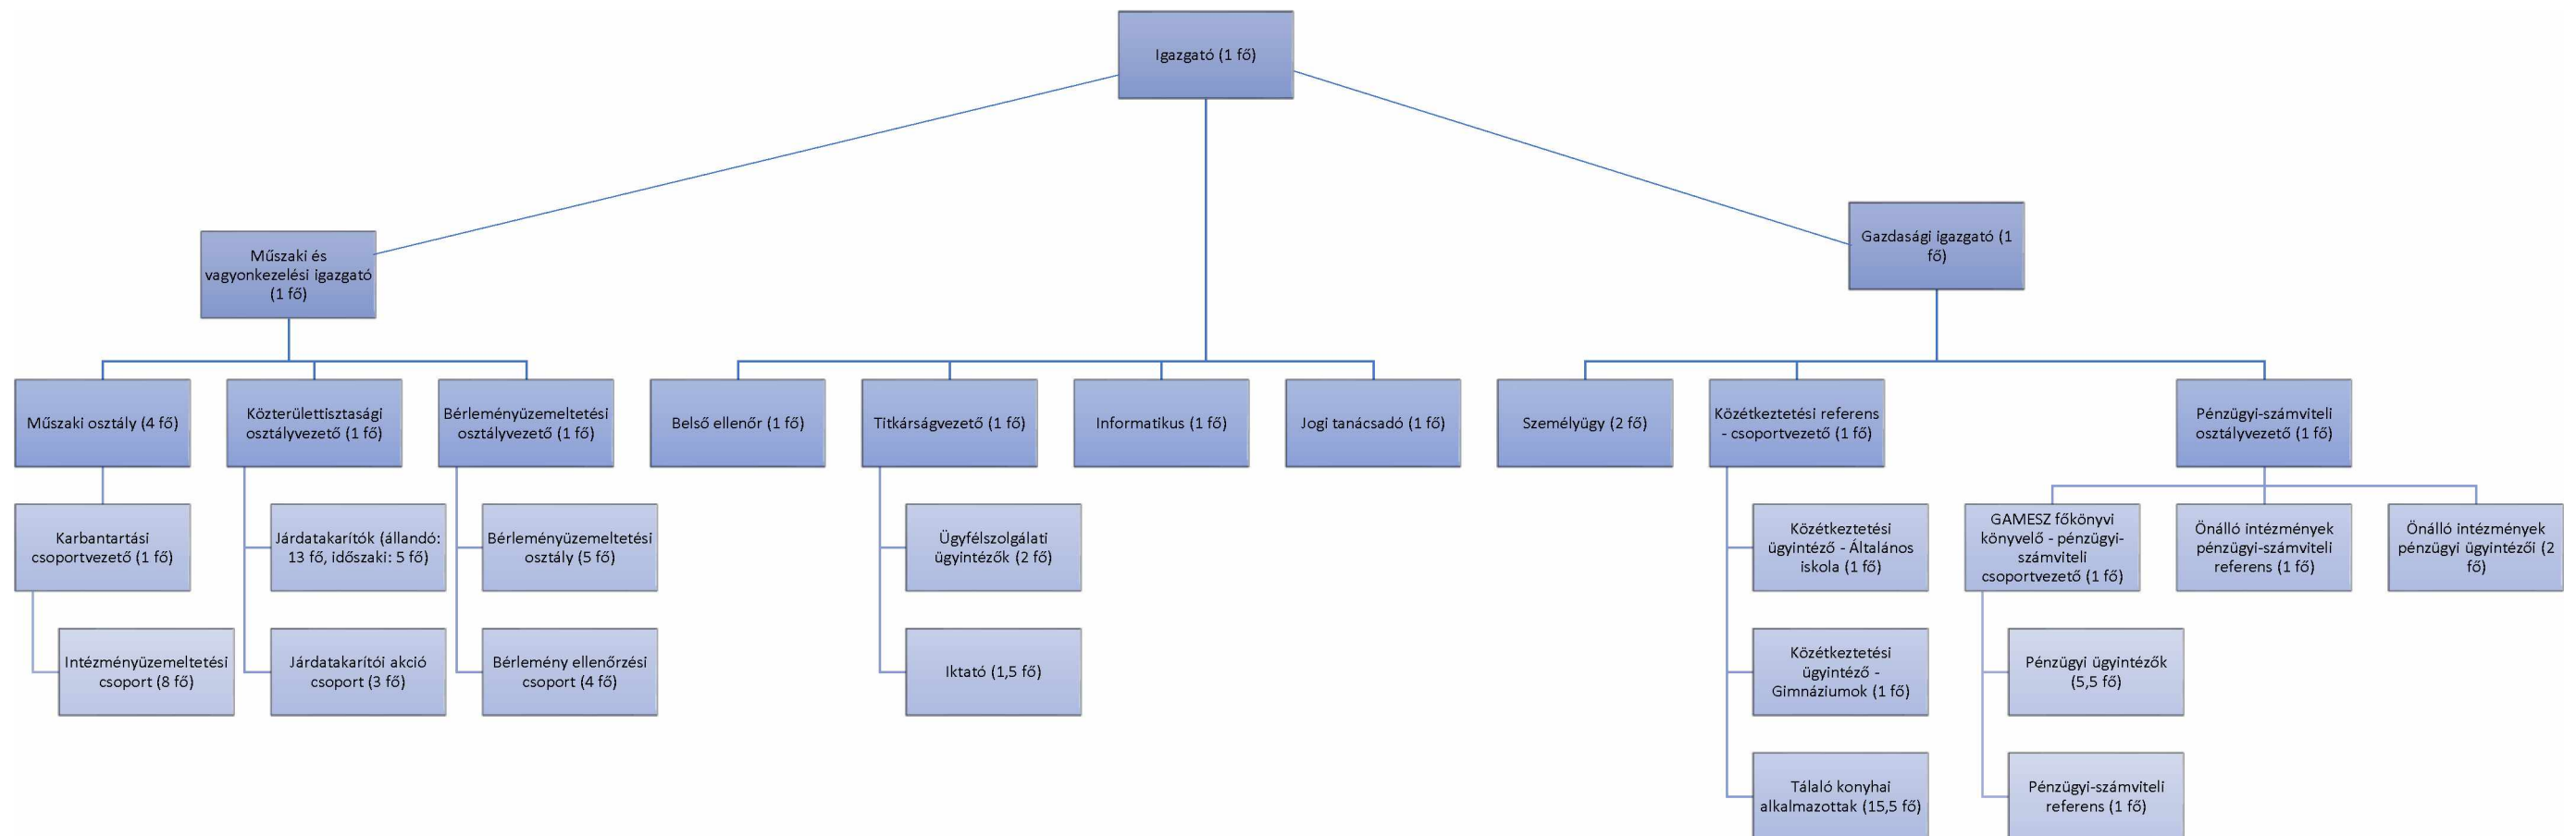 Igazgató (1 fő)
Műszaki és
vagyonkezelési igazgató
(1 fő)
Gazdasági igazgató (1
fő)
Műszaki osztály (4 fő)
Közterülettisztasági
osztályvezető (1 fő)
Bérleményüzemeltetési
osztályvezető (1 fő)
Belső ellenőr (1 fő)
Titkárságvezető (1 fő)
Informatikus (1 fő)
Jogi tanácsadó (1 fő)
Személyügy (2 fő)
Közétkeztetési referens
- csoportvezető (1 fő)
Pénzügyi-számviteli
osztályvezető (1 fő)
Karbantartási
csoportvezető (1 fő)
Járdatakarítók (állandó:
13 fő, időszaki: 5 fő)
Bérleményüzemeltetési
osztály (5 fő)
Ügyfélszolgálati
ügyintézők (2 fő)
Közétkeztetési
ügyintéző - Általános
iskola (1 fő)
GAMESZ főkönyvi
könyvelő - pénzügyi-
számviteli
csoportvezető (1 fő)
Önálló intézmények
pénzügyi-számviteli
referens (1 fő)
Önálló intézmények
pénzügyi ügyintézői (2
fő)
Intézményüzemeltetési
csoport (8 fő)
Járdatakarítói akció
csoport (3 fő)
Bérlemény ellenőrzési
csoport (4 fő)
Iktató (1,5 fő)
Közétkeztetési
ügyintéző -
Gimnáziumok (1 fő)
Pénzügyi ügyintézők
(5,5 fő)
Tálaló konyhai
alkalmazottak (15,5 fő)
Pénzügyi-számviteli
referens (1 fő)